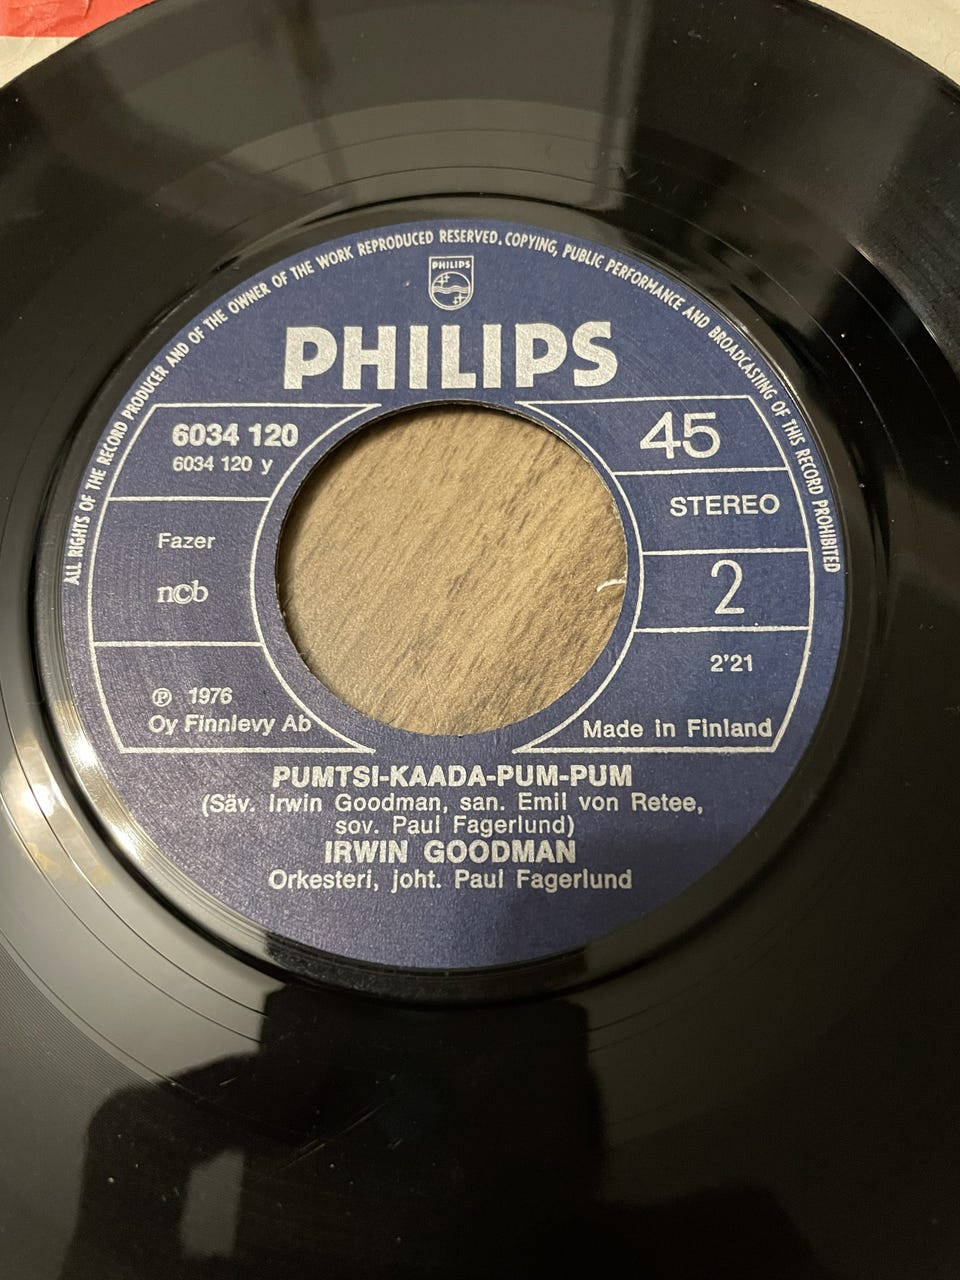 ALL RIGHTS OF THE RECORD PRODUCER AND OF THE OWNER OF THE WORK REPRODUCED RESERVED. COPYING, PUBLIC PERFORMANCE AND BROADCASTING OF THIS RECORD PROHIBITED
PHILIPS
PHILIPS
6034 120
6034 120 y
Fazer
ncb
℗ 1976
Oy Finnlevy Ab
45
STEREO
2
2'21
Made in Finland
PUMTSI-KAADA-PUM-PUM
(Säv. Irwin Goodman, san. Emil von Retee,
sov. Paul Fagerlund)
IRWIN GOODMAN
Orkesteri, joht. Paul Fagerlund